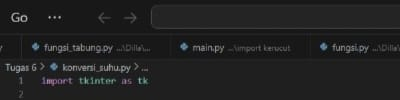 Go ...
fungsi_tabung.py ...\Dilla\... main.py ...\import kerucut fungsi.py ...\Dilla\...
Tugas 6 > konversi_suhu.py > ...
1 import tkinter as tk
2